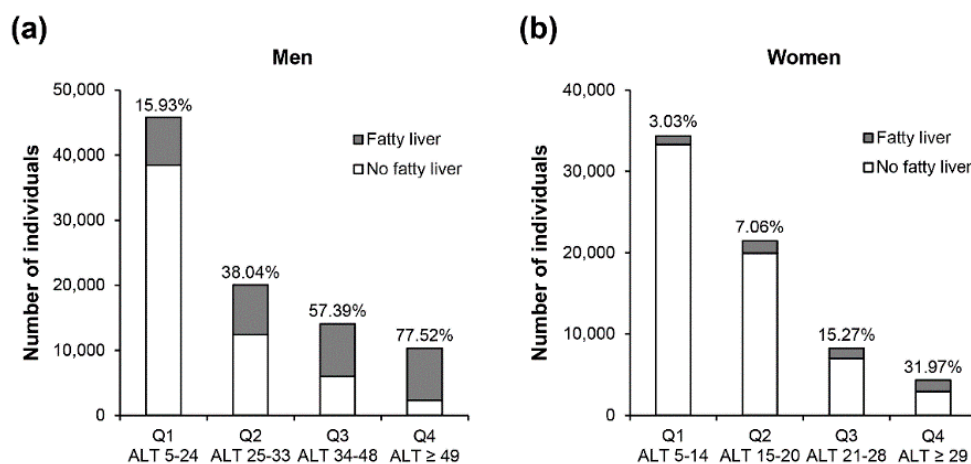 (a)
Men
Number of individuals
50,000
40,000
30,000
20,000
10,000
0
15.93%
38.04%
57.39%
77.52%
Fatty liver
No fatty liver
Q1 Q2 Q3 Q4
ALT 5-24 ALT 25-33 ALT 34-48 ALT ≥ 49
(b)
Women
Number of individuals
40,000
30,000
20,000
10,000
0
3.03%
7.06%
15.27%
31.97%
Fatty liver
No fatty liver
Q1 Q2 Q3 Q4
ALT 5-14 ALT 15-20 ALT 21-28 ALT ≥ 29